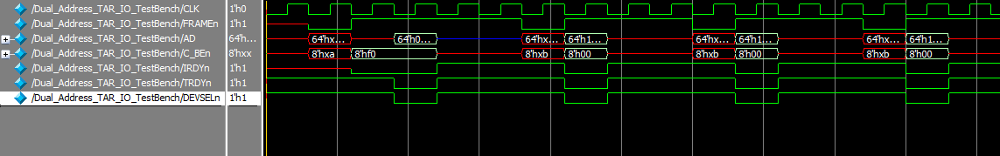 /Dual_Address_TAR_IO_TestBench/CLK 1'h0
/Dual_Address_TAR_IO_TestBench/FRAMEn 1'h1
/Dual_Address_TAR_IO_TestBench/AD 64'h... 64'hx... 64'h0... 64'hx... 64'h1... 64'hx... 64'h1... 64'hx... 64'h1...
/Dual_Address_TAR_IO_TestBench/C_BEn 8'hxx 8'hxa 8'hf0 8'hxb 8'h00 8'hxb 8'h00 8'hxb 8'h00
/Dual_Address_TAR_IO_TestBench/IRDYn 1'h1
/Dual_Address_TAR_IO_TestBench/TRDYn 1'h1
/Dual_Address_TAR_IO_TestBench/DEVSELn 1'h1